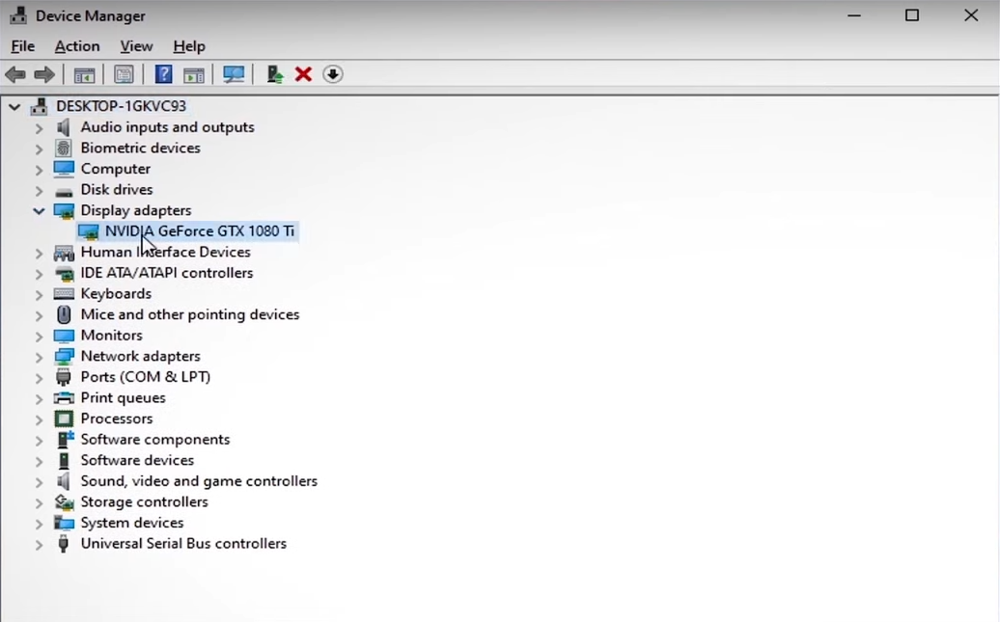 Device Manager
File Action View Help
DESKTOP-1GKVC93
Audio inputs and outputs
Biometric devices
Computer
Disk drives
Display adapters
NVIDIA GeForce GTX 1080 Ti
Human Interface Devices
IDE ATA/ATAPI controllers
Keyboards
Mice and other pointing devices
Monitors
Network adapters
Ports (COM & LPT)
Print queues
Processors
Software components
Software devices
Sound, video and game controllers
Storage controllers
System devices
Universal Serial Bus controllers